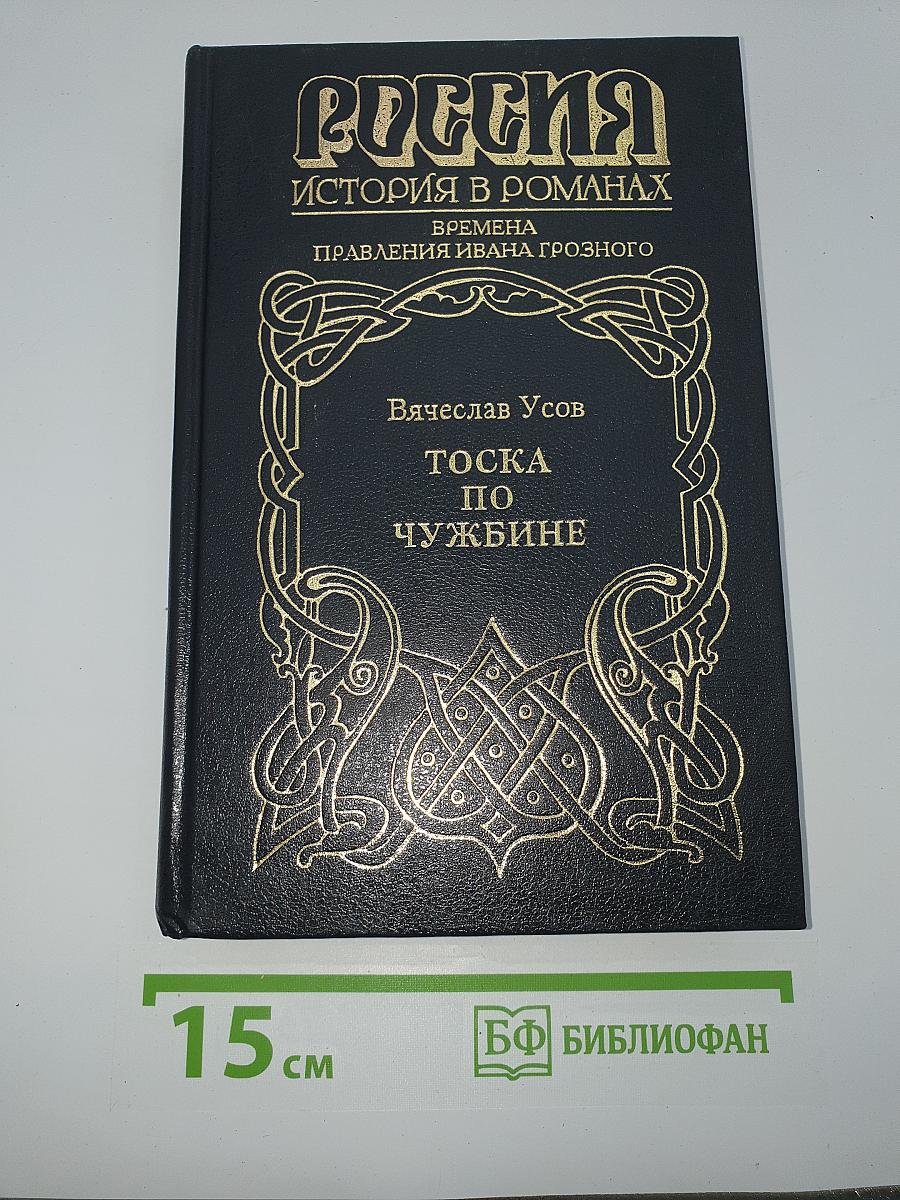 РОССИЯ
ИСТОРИЯ В РОМАНАХ
ВРЕМЕНА
ПРАВЛЕНИЯ ИВАНА ГРОЗНОГО
Вячеслав Усов
ТОСКА
ПО
ЧУЖБИНЕ
15 см
БФ БИБЛИОФАН